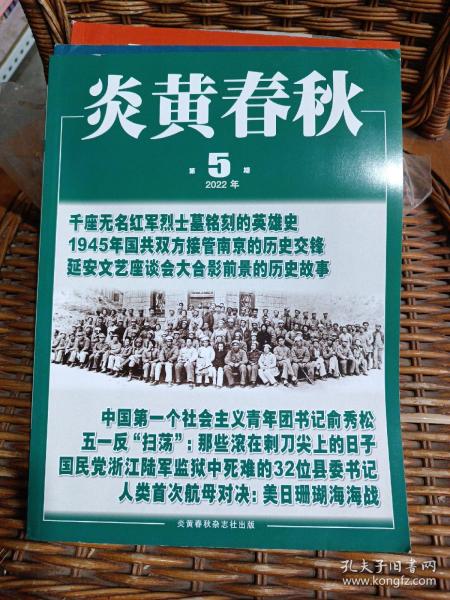 炎黄春秋
第5期
2022年
千座无名红军烈士墓铭刻的英雄史
1945年国共双方接管南京的历史交锋
延安文艺座谈会大合影前景的历史故事
中国第一个社会主义青年团书记俞秀松
五一反“扫荡”：那些滚在刺刀尖上的日子
国民党浙江陆军监狱中死难的32位县委书记
人类首次航母对决：美日珊瑚海海战
炎黄春秋杂志社出版
孔夫子旧书网
www.kongfz.com